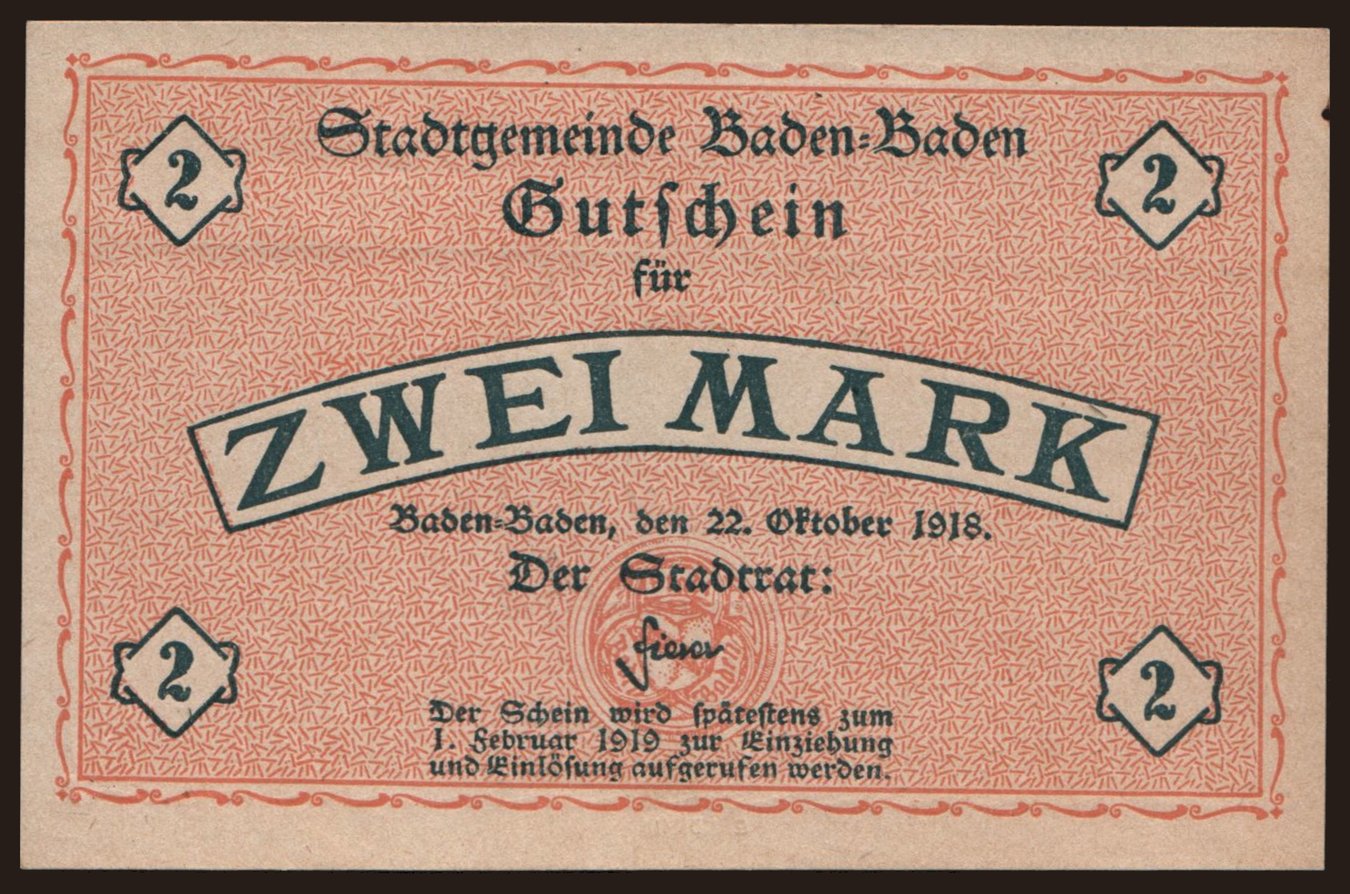 2
2
Stadtgemeinde Baden-Baden
Gutschein
für
ZWEI MARK
Baden-Baden, den 22. Oktober 1918.
Der Stadtrat:
Fieser
Der Schein wird spätestens zum
1. Februar 1919 zur Einziehung
und Einlösung aufgerufen werden.
2
2